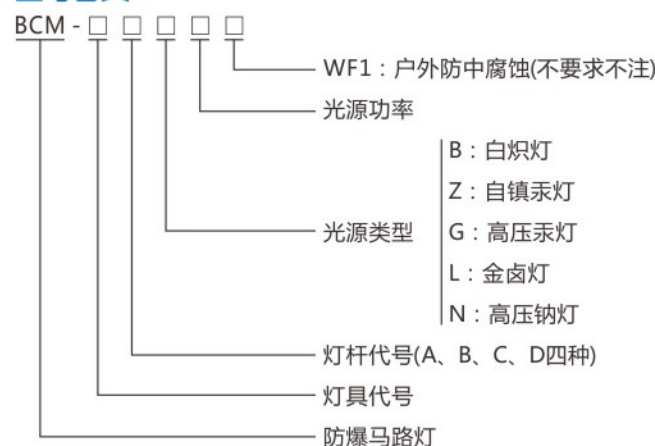 BCM - □ □ □ □ □
WF1：户外防中腐蚀(不要求不注)
光源功率
光源类型
B：白炽灯
Z：自镇汞灯
G：高压汞灯
L：金卤灯
N：高压钠灯
灯杆代号(A、B、C、D四种)
灯具代号
防爆马路灯